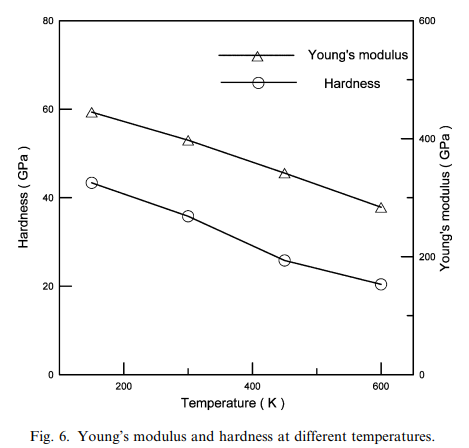 80
60
40
20
0
Hardness ( GPa )
600
400
200
0
Young's modulus ( GPa )
Young's modulus
Hardness
200 400 600
Temperature ( K )
Fig. 6. Young's modulus and hardness at different temperatures.